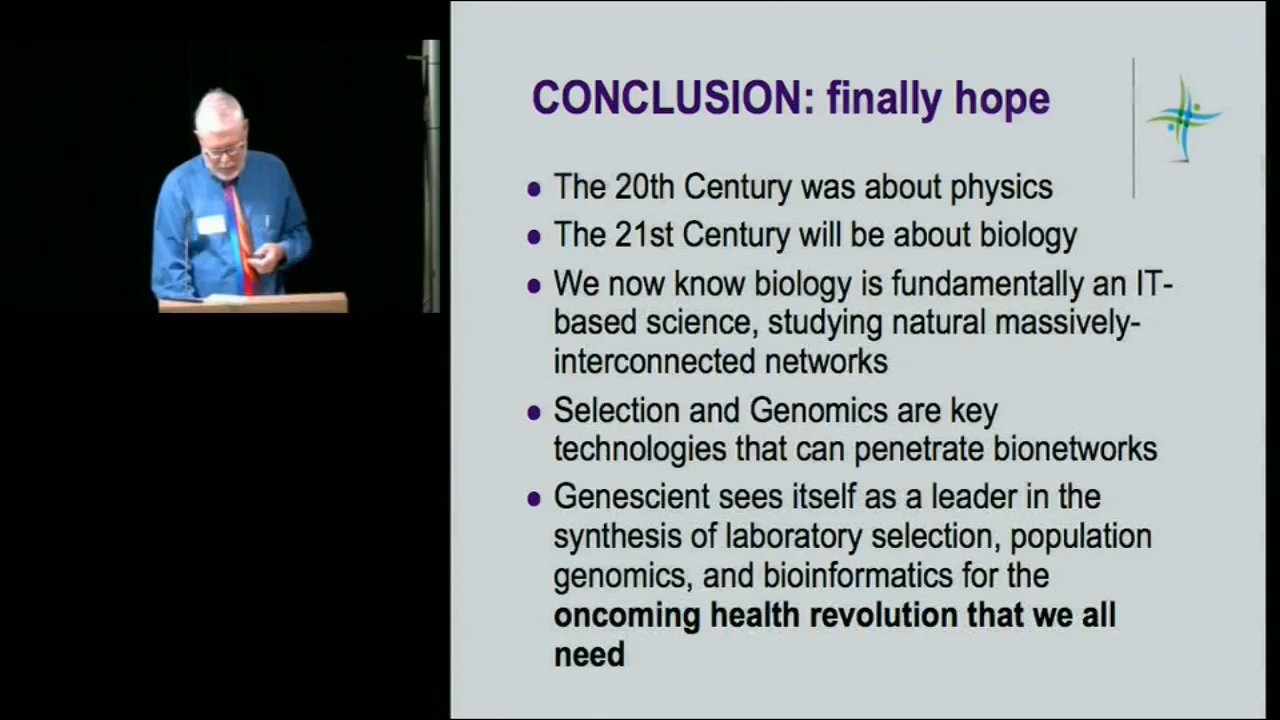 CONCLUSION: finally hope
• The 20th Century was about physics
• The 21st Century will be about biology
• We now know biology is fundamentally an IT-
based science, studying natural massively-
interconnected networks
• Selection and Genomics are key
technologies that can penetrate bionetworks
• Genescient sees itself as a leader in the
synthesis of laboratory selection, population
genomics, and bioinformatics for the
oncoming health revolution that we all
need